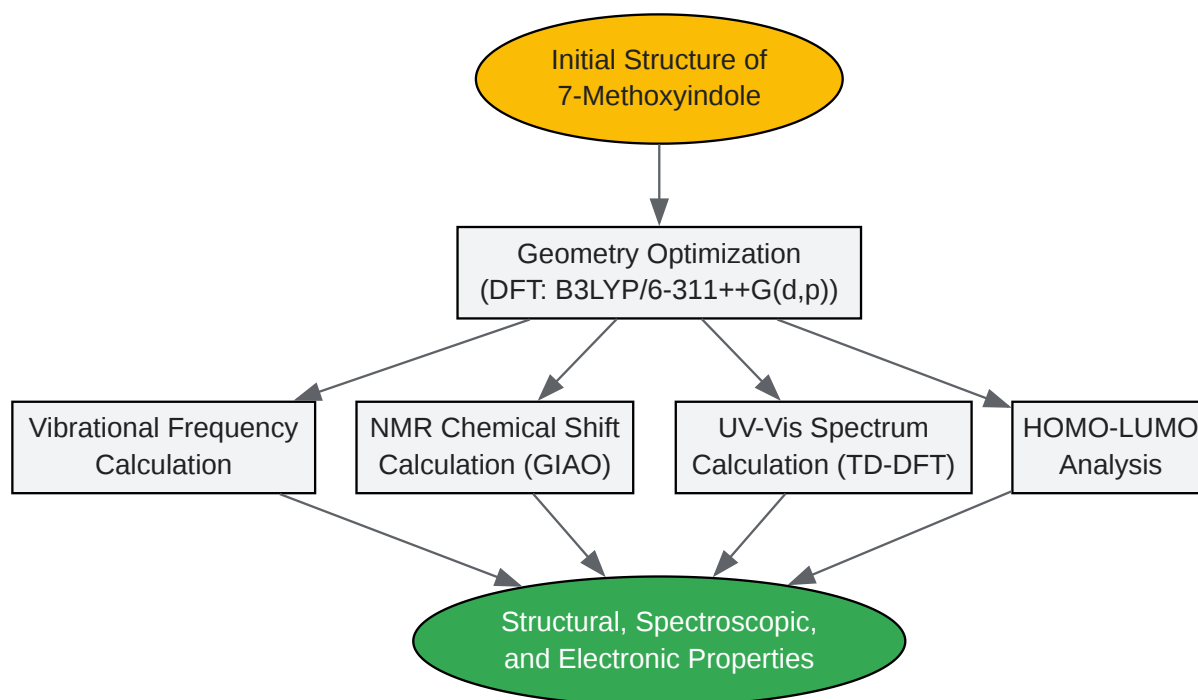 Initial Structure of
7-Methoxyindole
Geometry Optimization
(DFT: B3LYP/6-311++G(d,p))
Vibrational Frequency
Calculation
NMR Chemical Shift
Calculation (GIAO)
UV-Vis Spectrum
Calculation (TD-DFT)
HOMO-LUMO
Analysis
Structural, Spectroscopic,
and Electronic Properties